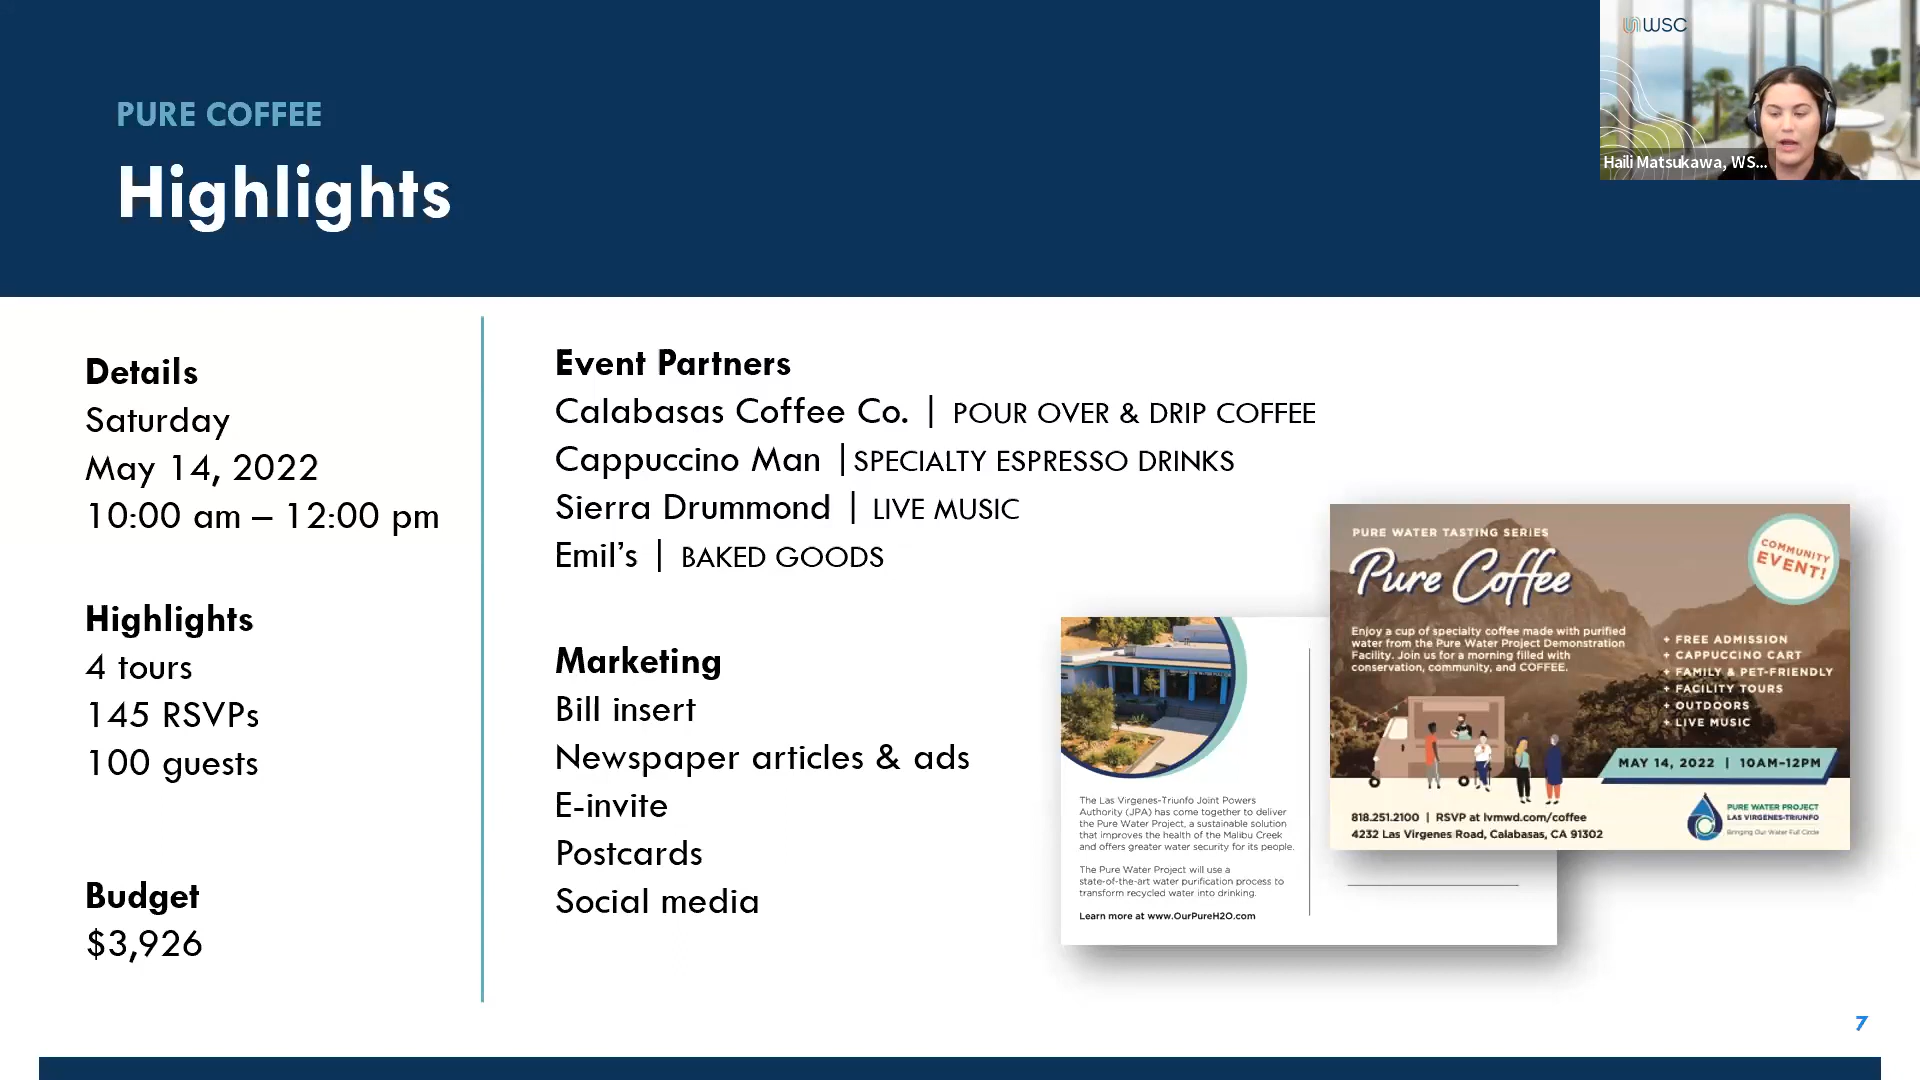 PURE COFFEE
Highlights
WSC
Haili Matsukawa, WS...
Details
Saturday
May 14, 2022
10:00 am – 12:00 pm
Highlights
4 tours
145 RSVPs
100 guests
Budget
$3,926
Event Partners
Calabasas Coffee Co. | POUR OVER & DRIP COFFEE
Cappuccino Man |SPECIALTY ESPRESSO DRINKS
Sierra Drummond | LIVE MUSIC
Emil’s | BAKED GOODS
Marketing
Bill insert
Newspaper articles & ads
E-invite
Postcards
Social media
The Las Virgenes-Triunfo Joint Powers
Authority (JPA) has come together to deliver
the Pure Water Project, a sustainable solution
that improves the health of the Malibu Creek
and offers greater water security for its people.
The Pure Water Project will use a
state-of-the-art water purification process to
transform recycled water into drinking.
Learn more at www.OurPureH2O.com
PURE WATER TASTING SERIES
Pure Coffee
COMMUNITY
EVENT!
Enjoy a cup of specialty coffee made with purified
water from the Pure Water Project Demonstration
Facility. Join us for a morning filled with
conservation, community, and COFFEE.
+ FREE ADMISSION
+ CAPPUCCINO CART
+ FAMILY & PET-FRIENDLY
+ FACILITY TOURS
+ OUTDOORS
+ LIVE MUSIC
MAY 14, 2022 | 10AM-12PM
818.251.2100 | RSVP at lvmwd.com/coffee
4232 Las Virgenes Road, Calabasas, CA 91302
PURE WATER PROJECT
LAS VIRGENES-TRIUNFO
Bringing Our Water Full Circle
7